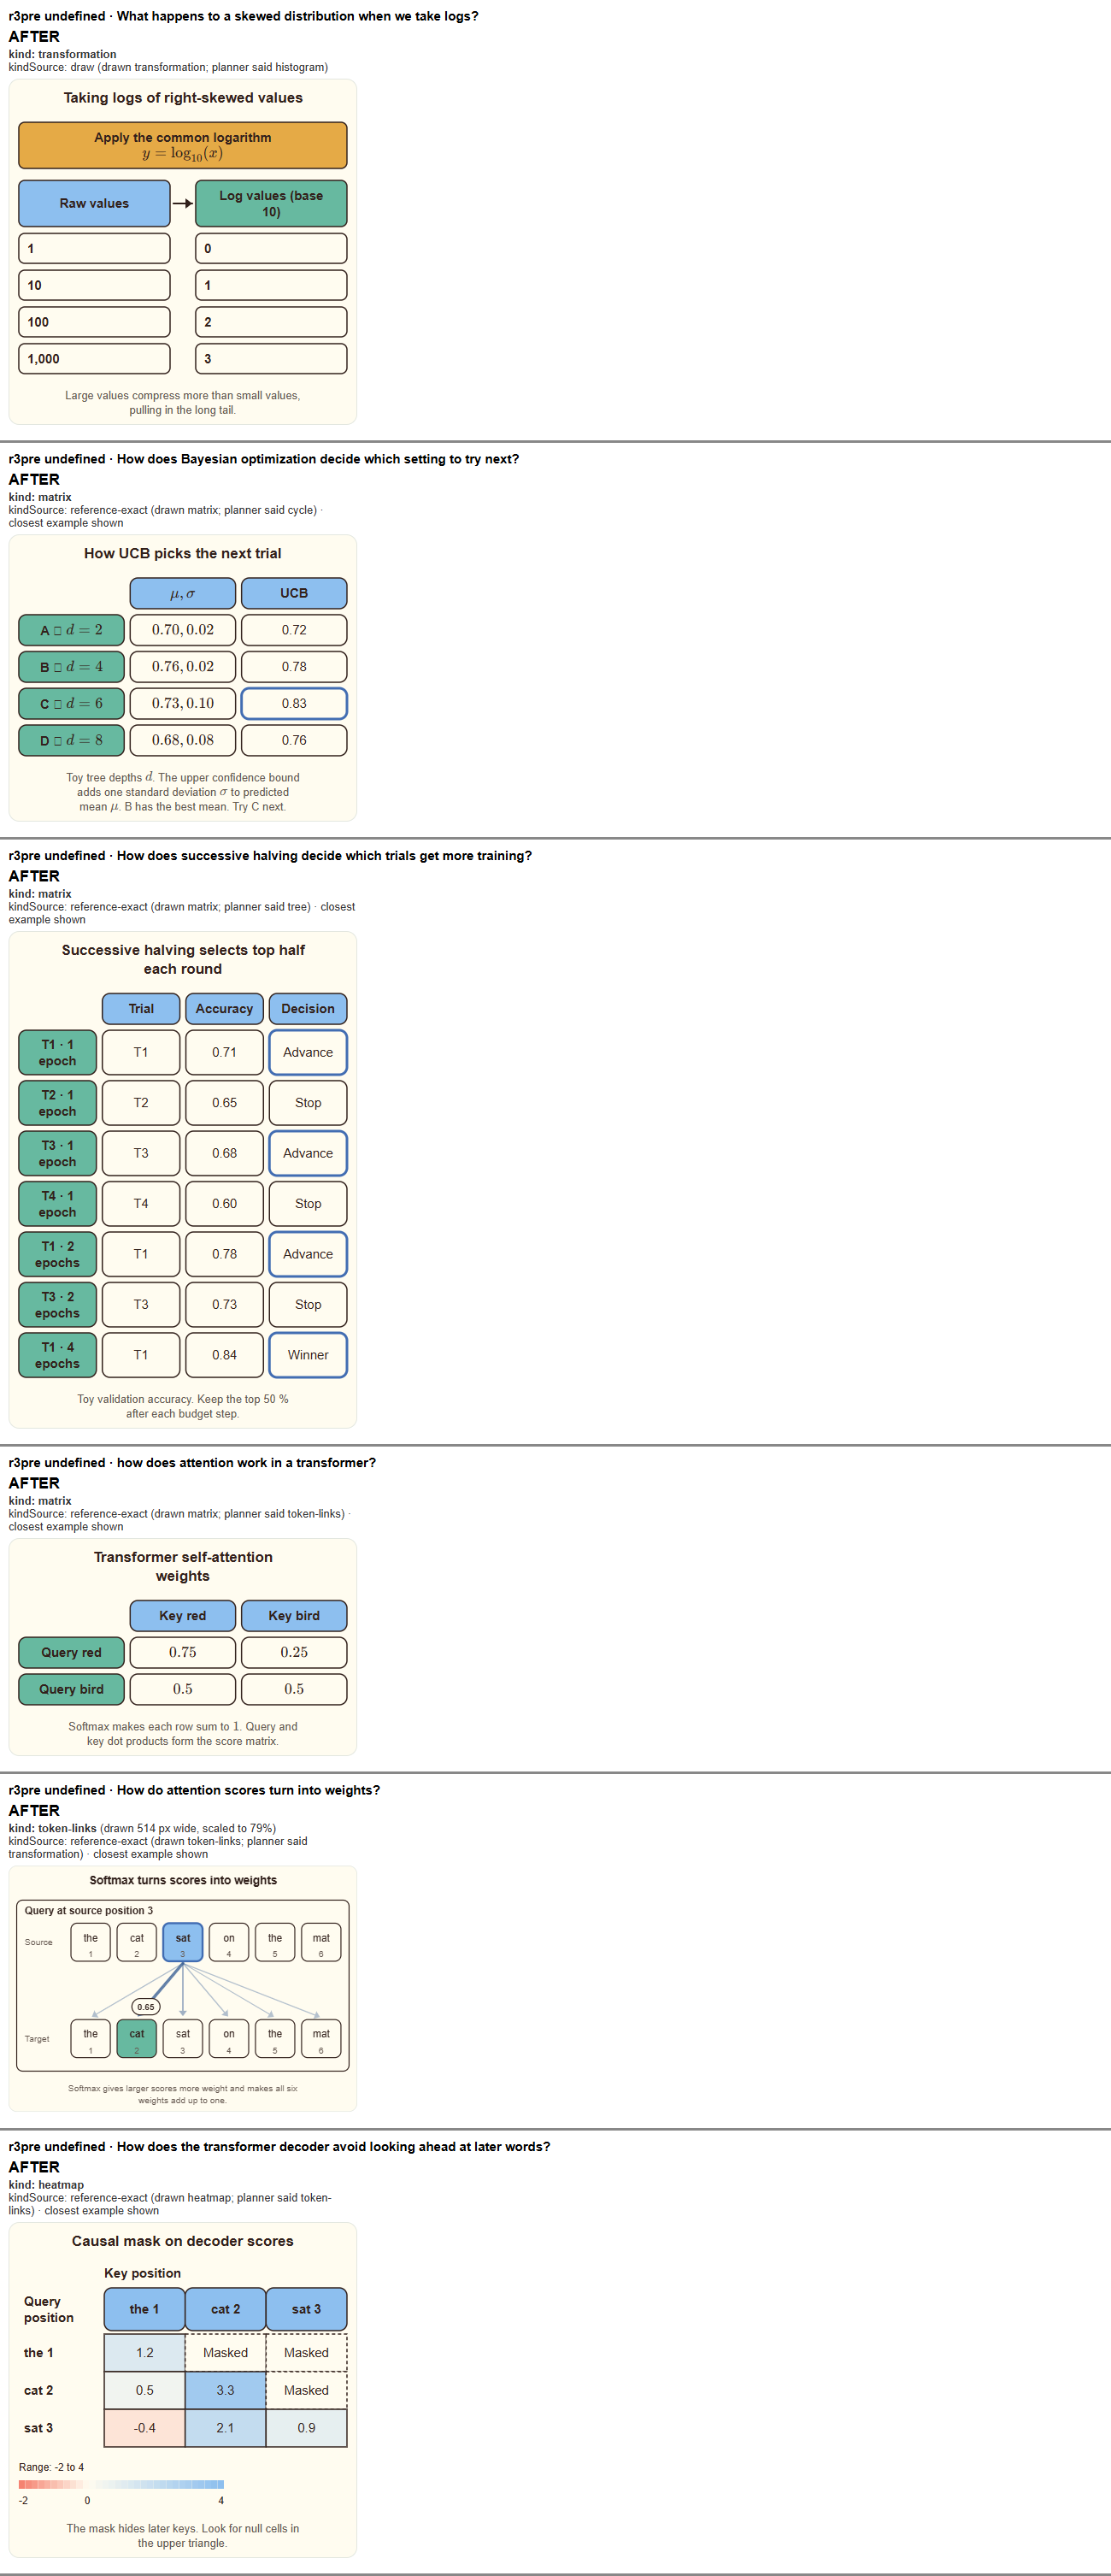 r3pre undefined · What happens to a skewed distribution when we take logs?
AFTER
kind: transformation
kindSource: draw (drawn transformation; planner said histogram)
Taking logs of right-skewed values
Apply the common logarithm
y = log₁₀(x)
Raw values
Log values (base
10)
1
0
10
1
100
2
1,000
3
Large values compress more than small values,
pulling in the long tail.
r3pre undefined · How does Bayesian optimization decide which setting to try next?
AFTER
kind: matrix
kindSource: reference-exact (drawn matrix; planner said cycle) ·
closest example shown
How UCB picks the next trial
μ, σ
UCB
A □ d = 2
0.70, 0.02
0.72
B □ d = 4
0.76, 0.02
0.78
C □ d = 6
0.73, 0.10
0.83
D □ d = 8
0.68, 0.08
0.76
Toy tree depths d. The upper confidence bound
adds one standard deviation σ to predicted
mean μ. B has the best mean. Try C next.
r3pre undefined · How does successive halving decide which trials get more training?
AFTER
kind: matrix
kindSource: reference-exact (drawn matrix; planner said tree) · closest
example shown
Successive halving selects top half
each round
Trial
Accuracy
Decision
T1 · 1
epoch
T1
0.71
Advance
T2 · 1
epoch
T2
0.65
Stop
T3 · 1
epoch
T3
0.68
Advance
T4 · 1
epoch
T4
0.60
Stop
T1 · 2
epochs
T1
0.78
Advance
T3 · 2
epochs
T3
0.73
Stop
T1 · 4
epochs
T1
0.84
Winner
Toy validation accuracy. Keep the top 50 %
after each budget step.
r3pre undefined · how does attention work in a transformer?
AFTER
kind: matrix
kindSource: reference-exact (drawn matrix; planner said token-links) ·
closest example shown
Transformer self-attention
weights
Key red
Key bird
Query red
0.75
0.25
Query bird
0.5
0.5
Softmax makes each row sum to 1. Query and
key dot products form the score matrix.
r3pre undefined · How do attention scores turn into weights?
AFTER
kind: token-links (drawn 514 px wide, scaled to 79%)
kindSource: reference-exact (drawn token-links; planner said
transformation) · closest example shown
Softmax turns scores into weights
Query at source position 3
Source
the
1
cat
2
sat
3
on
4
the
5
mat
6
0.65
Target
the
1
cat
2
sat
3
on
4
the
5
mat
6
Softmax gives larger scores more weight and makes all six
weights add up to one.
r3pre undefined · How does the transformer decoder avoid looking ahead at later words?
AFTER
kind: heatmap
kindSource: reference-exact (drawn heatmap; planner said token-
links) · closest example shown
Causal mask on decoder scores
Key position
Query
position
the 1
cat 2
sat 3
the 1
1.2
Masked
Masked
cat 2
0.5
3.3
Masked
sat 3
-0.4
2.1
0.9
Range: -2 to 4
-2
0
4
The mask hides later keys. Look for null cells in
the upper triangle.